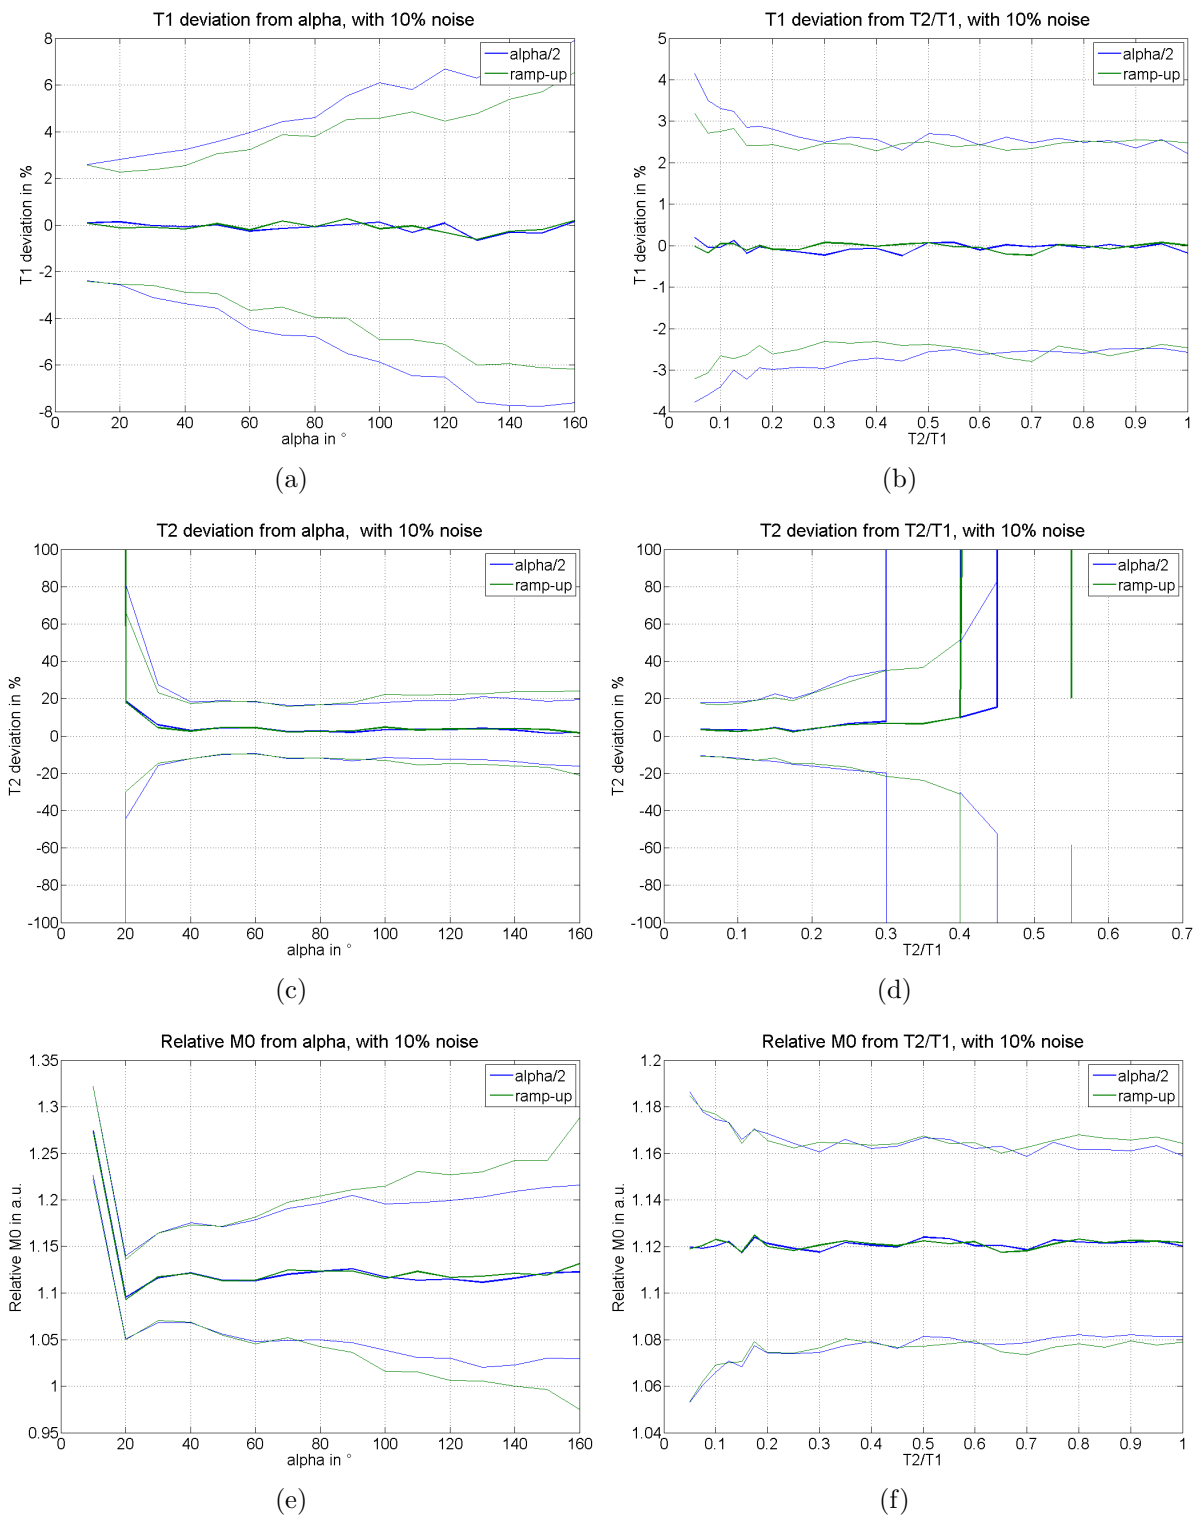 T1 deviation from alpha, with 10% noise
T1 deviation in %
8
6
4
2
0
-2
-4
-6
-8
0 20 40 60 80 100 120 140 160
alpha in °
alpha/2
ramp-up
(a)
T1 deviation from T2/T1, with 10% noise
T1 deviation in %
5
4
3
2
1
0
-1
-2
-3
-4
0 0.1 0.2 0.3 0.4 0.5 0.6 0.7 0.8 0.9 1
T2/T1
alpha/2
ramp-up
(b)
T2 deviation from alpha, with 10% noise
T2 deviation in %
100
80
60
40
20
0
-20
-40
-60
-80
-100
0 20 40 60 80 100 120 140 160
alpha in °
alpha/2
ramp-up
(c)
T2 deviation from T2/T1, with 10% noise
T2 deviation in %
100
80
60
40
20
0
-20
-40
-60
-80
-100
0 0.1 0.2 0.3 0.4 0.5 0.6 0.7
T2/T1
alpha/2
ramp-up
(d)
Relative M0 from alpha, with 10% noise
Relative M0 in a.u.
1.35
1.3
1.25
1.2
1.15
1.1
1.05
1
0.95
0 20 40 60 80 100 120 140 160
alpha in °
alpha/2
ramp-up
(e)
Relative M0 from T2/T1, with 10% noise
Relative M0 in a.u.
1.2
1.18
1.16
1.14
1.12
1.1
1.08
1.06
1.04
0 0.1 0.2 0.3 0.4 0.5 0.6 0.7 0.8 0.9 1
T2/T1
alpha/2
ramp-up
(f)